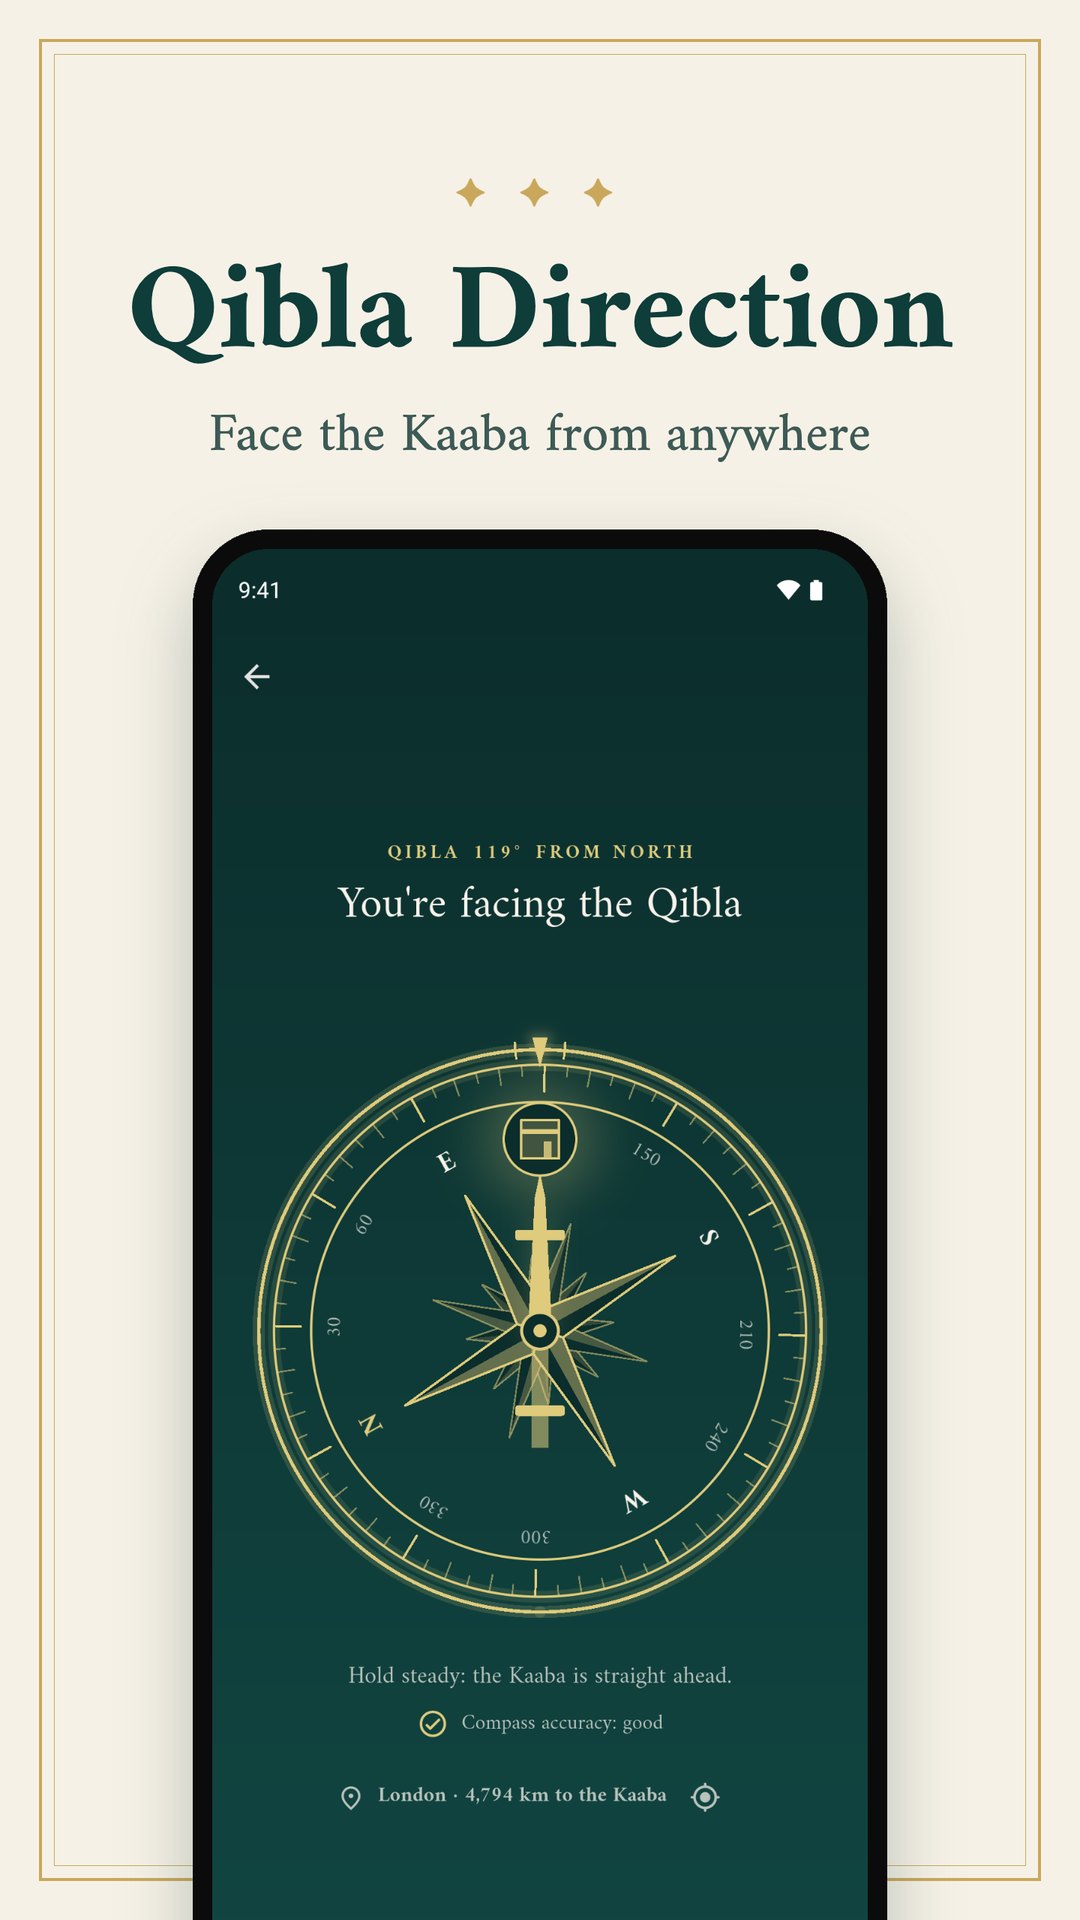 Qibla Direction
Face the Kaaba from anywhere
9:41
QIBLA 119° FROM NORTH
You're facing the Qibla
E
150
60
S
30
210
N
240
330
W
300
Hold steady: the Kaaba is straight ahead.
Compass accuracy: good
London · 4,794 km to the Kaaba